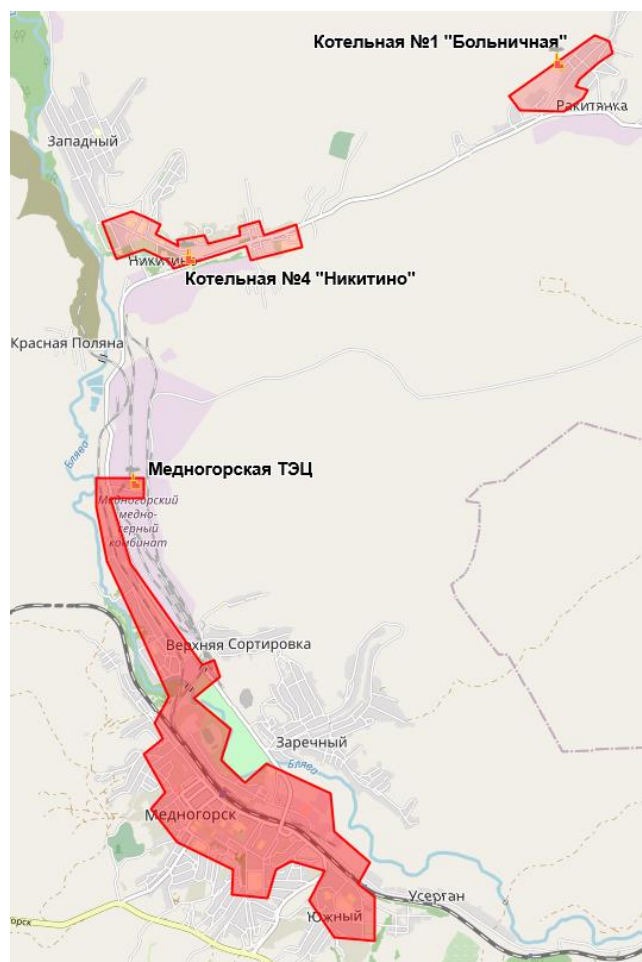 Котельная №1 "Больничная"
Ракитянка
Западный
Никитино
Котельная №4 "Никитино"
Красная Поляна
Блява
Медногорская ТЭЦ
Медногорский
медно-
серный
комбинат
Верхняя Сортировка
Заречный
Блява
Медногорск
Усерган
Южный
орск